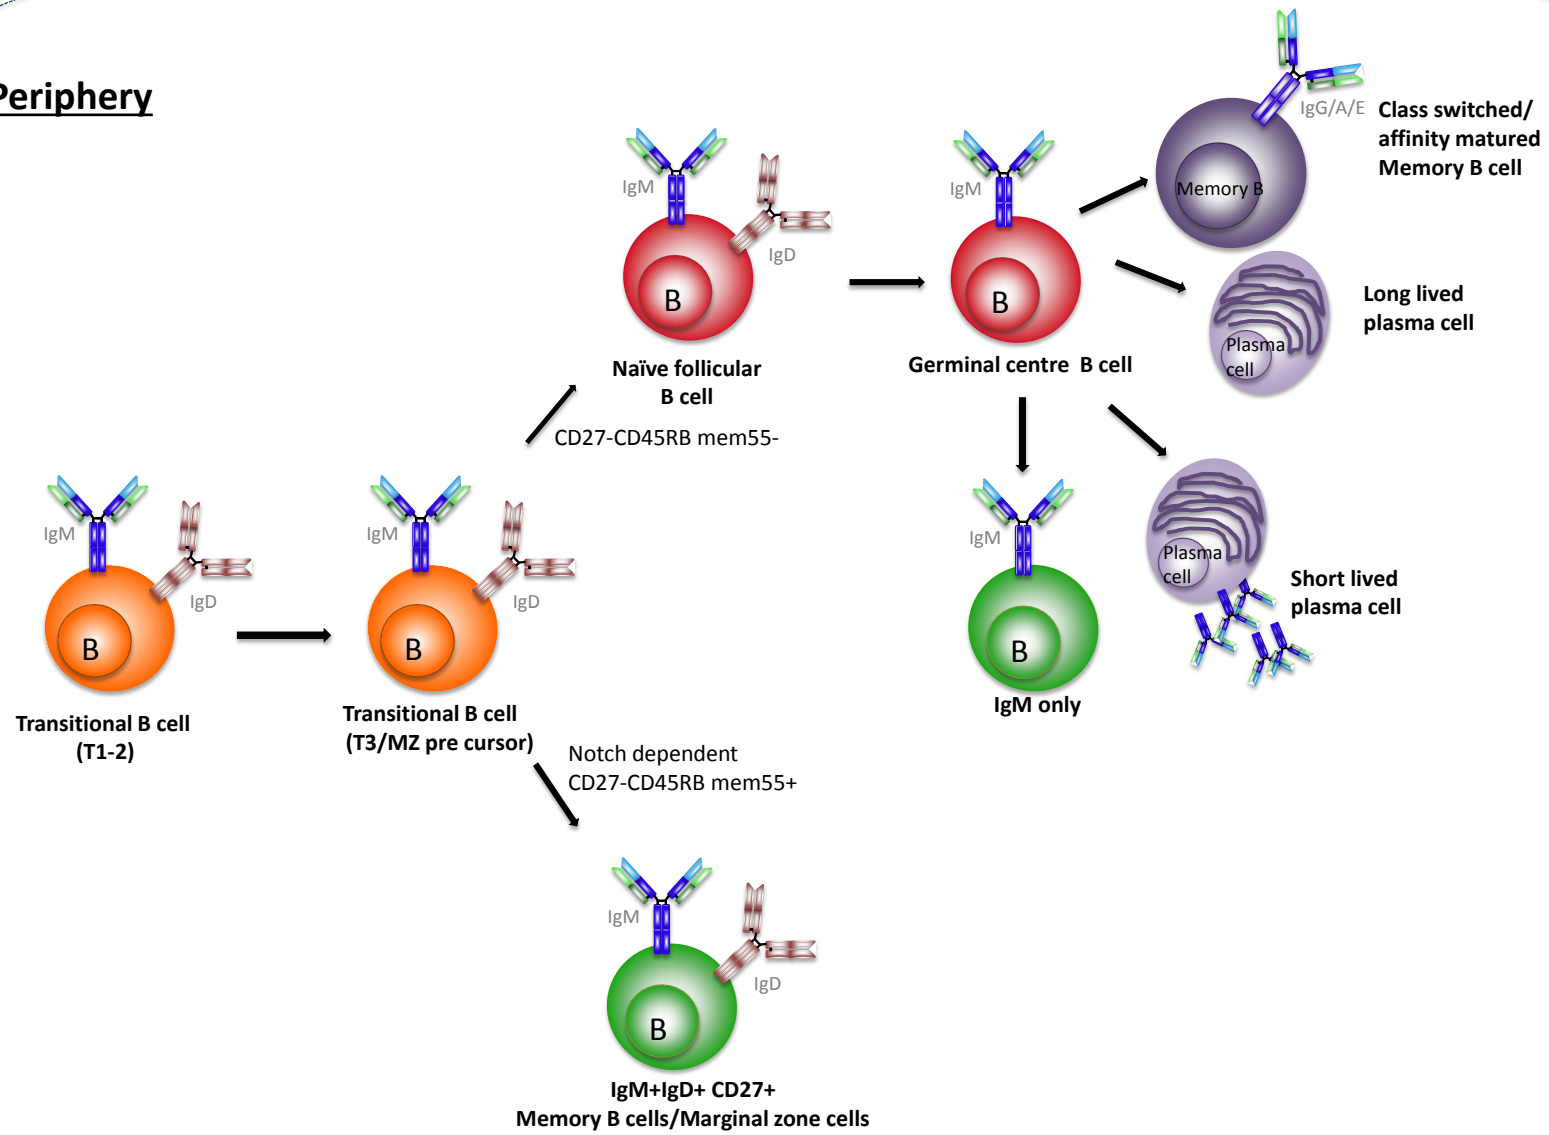 Periphery
IgG/A/E
Class switched/
affinity matured
Memory B cell
Memory B
IgM
IgD
B
Naïve follicular
B cell
CD27-CD45RB mem55-
IgM
B
Germinal centre B cell
Long lived
plasma cell
Plasma
cell
IgM
IgD
B
Transitional B cell
(T1-2)
IgM
IgD
B
Transitional B cell
(T3/MZ pre cursor)
IgM
B
IgM only
Plasma
cell
Short lived
plasma cell
Notch dependent
CD27-CD45RB mem55+
IgM
IgD
B
IgM+IgD+ CD27+
Memory B cells/Marginal zone cells